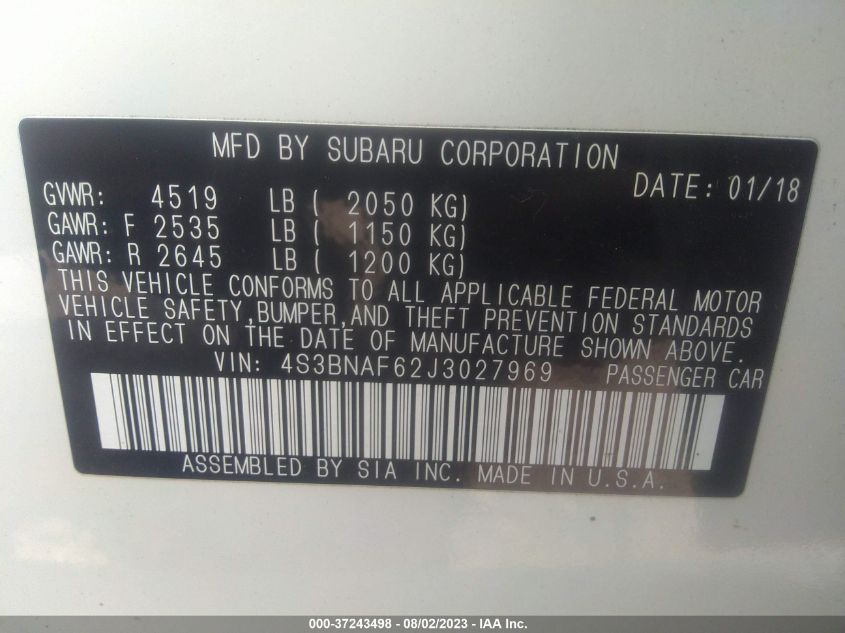 MFD BY SUBARU CORPORATION
DATE: 01/18
GVWR: 4519 LB ( 2050 KG)
GAWR: F 2535 LB ( 1150 KG)
GAWR: R 2645 LB ( 1200 KG)
THIS VEHICLE CONFORMS TO ALL APPLICABLE FEDERAL MOTOR
VEHICLE SAFETY,BUMPER,AND THEFT PREVENTION STANDARDS
IN EFFECT ON THE DATE OF MANUFACTURE SHOWN ABOVE.
VIN: 4S3BNAF62J3027969 PASSENGER CAR
ASSEMBLED BY SIA INC. MADE IN U.S.A.
000-37243498 - 08/02/2023 - IAA Inc.